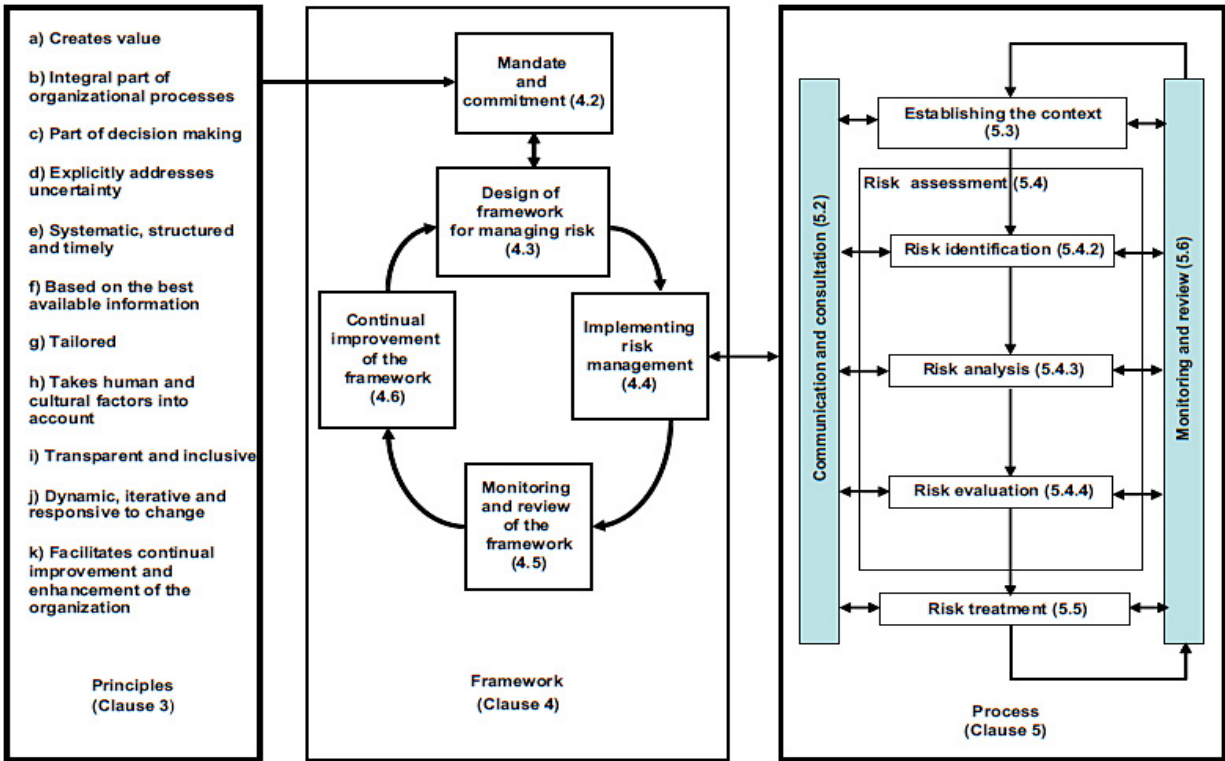 a) Creates value
b) Integral part of
organizational processes
c) Part of decision making
d) Explicitly addresses
uncertainty
e) Systematic, structured
and timely
f) Based on the best
available information
g) Tailored
h) Takes human and
cultural factors into
account
i) Transparent and inclusive
j) Dynamic, iterative and
responsive to change
k) Facilitates continual
improvement and
enhancement of the
organization
Principles
(Clause 3)
Mandate
and
commitment (4.2)
Design of
framework
for managing risk
(4.3)
Implementing
risk
management
(4.4)
Continual
improvement
of the
framework
(4.6)
Monitoring
and review
of the
framework
(4.5)
Framework
(Clause 4)
Communication and consultation (5.2)
Establishing the context
(5.3)
Risk assessment (5.4)
Risk identification (5.4.2)
Risk analysis (5.4.3)
Risk evaluation (5.4.4)
Risk treatment (5.5)
Monitoring and review (5.6)
Process
(Clause 5)